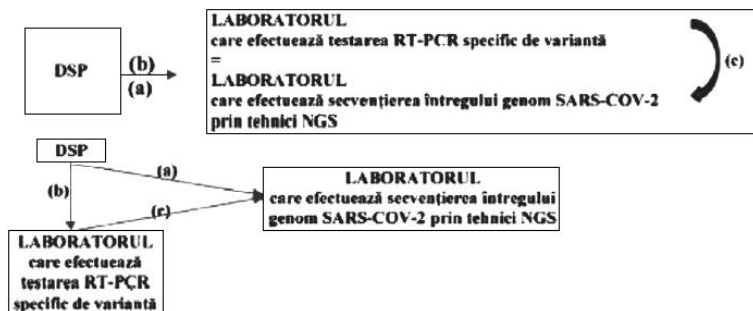 DSP
(b)
(a)
LABORATORUL
care efectuează testarea RT-PCR specific de variantă
=
LABORATORUL
care efectuează secvențierea întregului genom SARS-COV-2
prin tehnici NGS
(c)
DSP
(a)
(b)
(c)
LABORATORUL
care efectuează secvențierea întregului
genom SARS-COV-2 prin tehnici NGS
LABORATORUL
care efectuează
testarea RT-PCR
specific de variantă